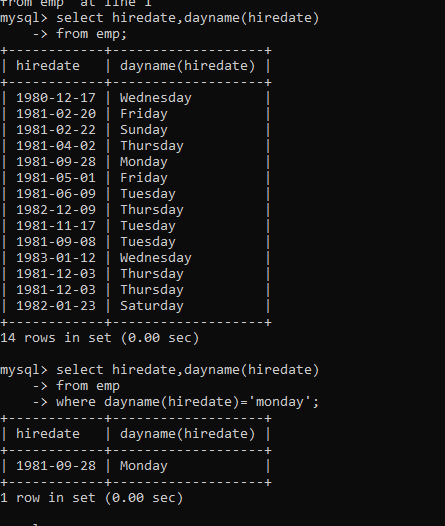 from emp' at line 1
mysql> select hiredate,dayname(hiredate)
    -> from emp;
+------------+-------------------+
| hiredate   | dayname(hiredate) |
+------------+-------------------+
| 1980-12-17 | Wednesday         |
| 1981-02-20 | Friday            |
| 1981-02-22 | Sunday            |
| 1981-04-02 | Thursday          |
| 1981-09-28 | Monday            |
| 1981-05-01 | Friday            |
| 1981-06-09 | Tuesday           |
| 1982-12-09 | Thursday          |
| 1981-11-17 | Tuesday           |
| 1981-09-08 | Tuesday           |
| 1983-01-12 | Wednesday         |
| 1981-12-03 | Thursday          |
| 1981-12-03 | Thursday          |
| 1982-01-23 | Saturday          |
+------------+-------------------+
14 rows in set (0.00 sec)

mysql> select hiredate,dayname(hiredate)
    -> from emp
    -> where dayname(hiredate)='monday';
+------------+-------------------+
| hiredate   | dayname(hiredate) |
+------------+-------------------+
| 1981-09-28 | Monday            |
+------------+-------------------+
1 row in set (0.00 sec)